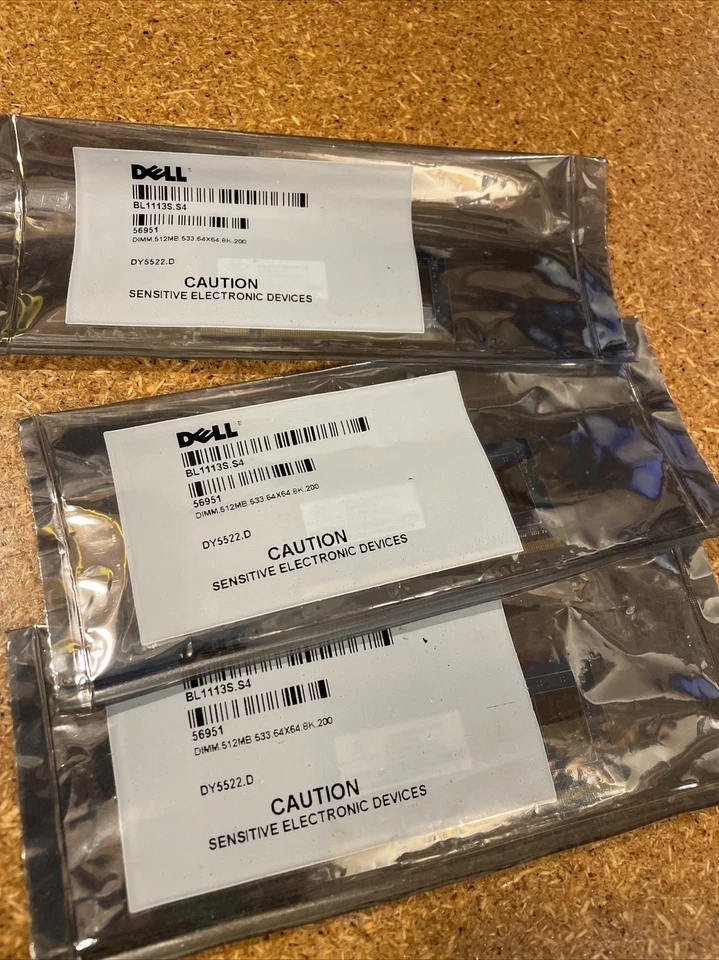 DELL
BL1113S.S4
56951
DIMM.512MB.533.64X64.8K.200
DY5522.D
CAUTION
SENSITIVE ELECTRONIC DEVICES
DELL
BL1113S.S4
56951
DIMM.512MB.533.64X64.8K.200
DY5522.D
CAUTION
SENSITIVE ELECTRONIC DEVICES
BL1113S.S4
56951
DIMM.512MB.533.64X64.8K.200
DY5522.D
CAUTION
SENSITIVE ELECTRONIC DEVICES